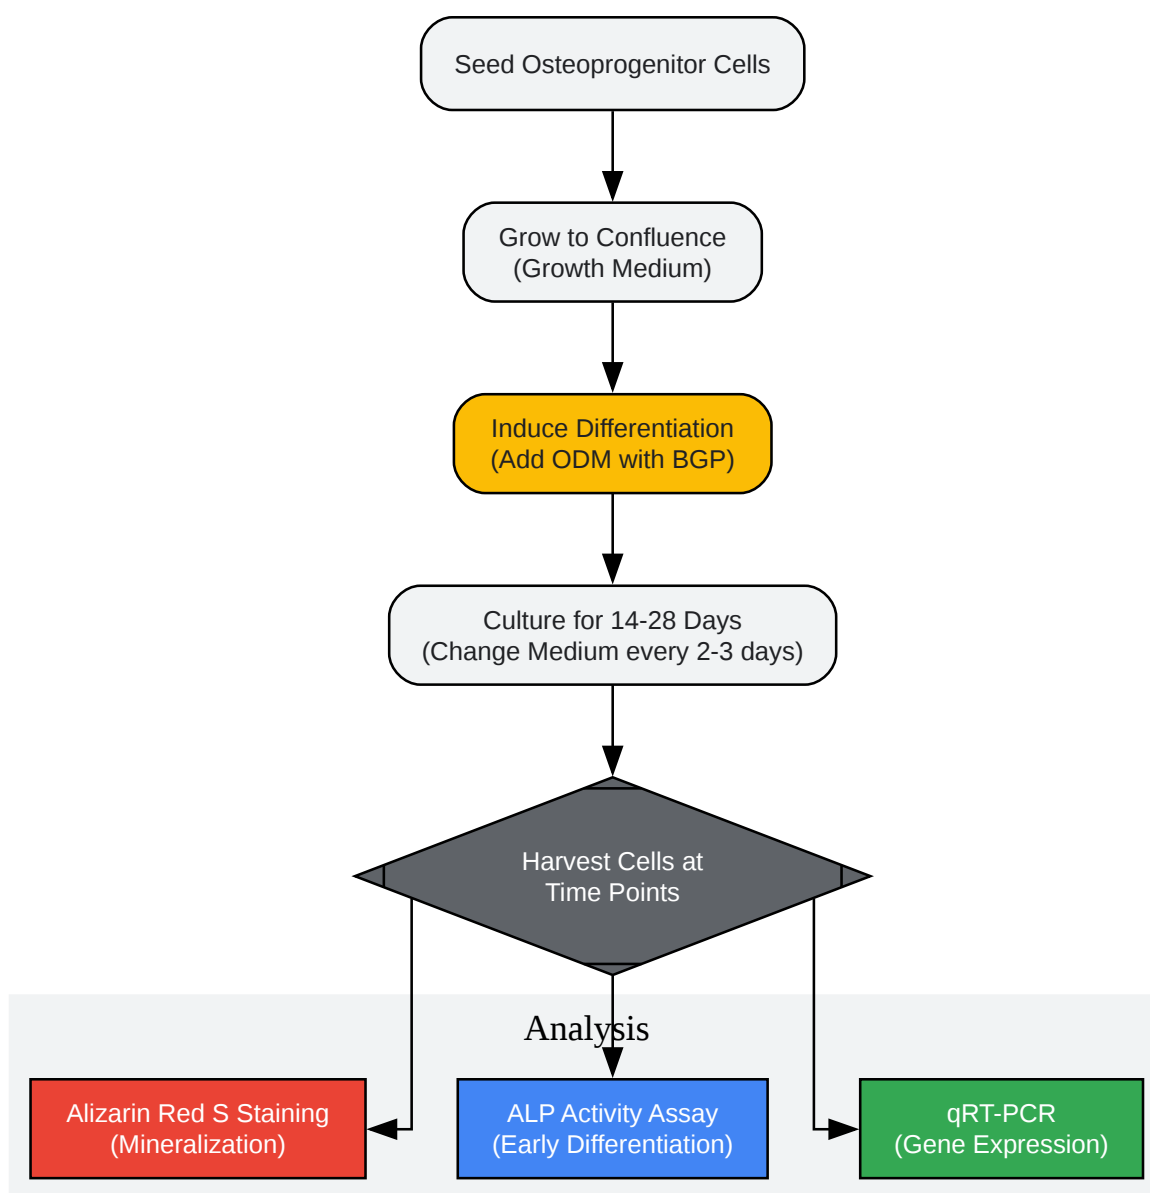 Seed Osteoprogenitor Cells
Grow to Confluence
(Growth Medium)
Induce Differentiation
(Add ODM with BGP)
Culture for 14-28 Days
(Change Medium every 2-3 days)
Harvest Cells at
Time Points
Analysis
Alizarin Red S Staining
(Mineralization)
ALP Activity Assay
(Early Differentiation)
qRT-PCR
(Gene Expression)